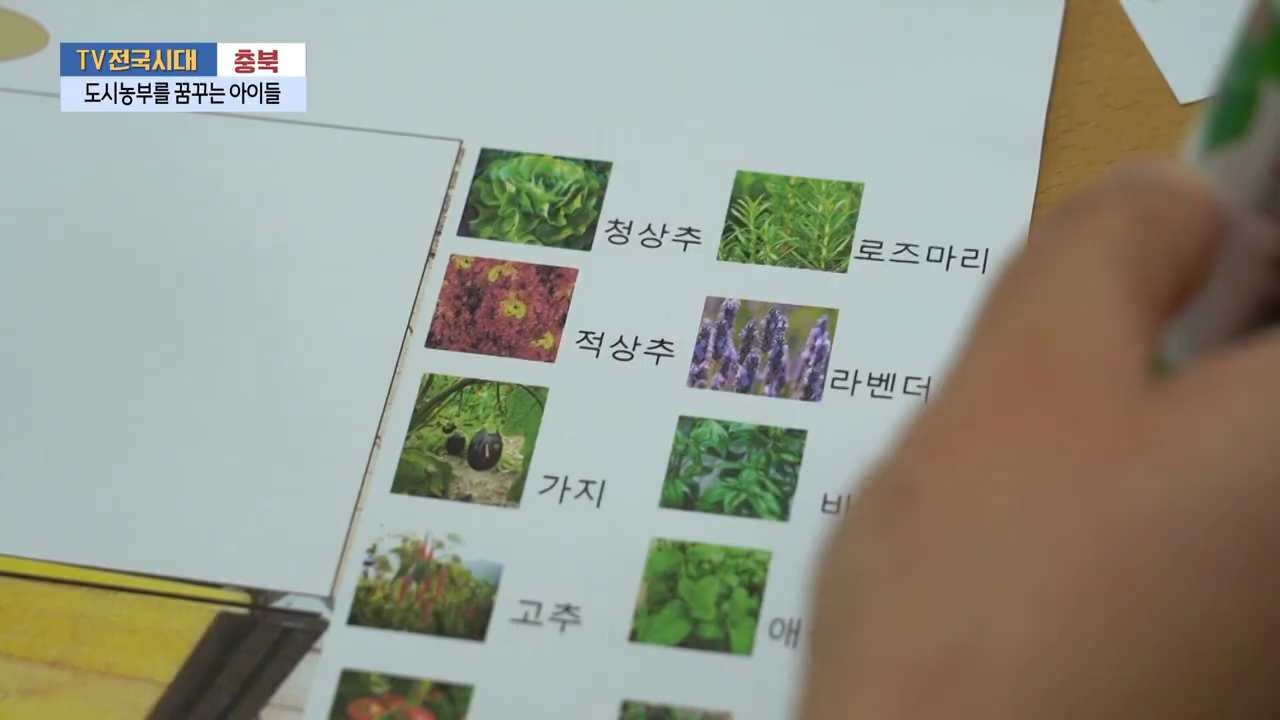 TV전국시대 충북
도시농부를 꿈꾸는 아이들
청상추 로즈마리
적상추 라벤더
가지
고추